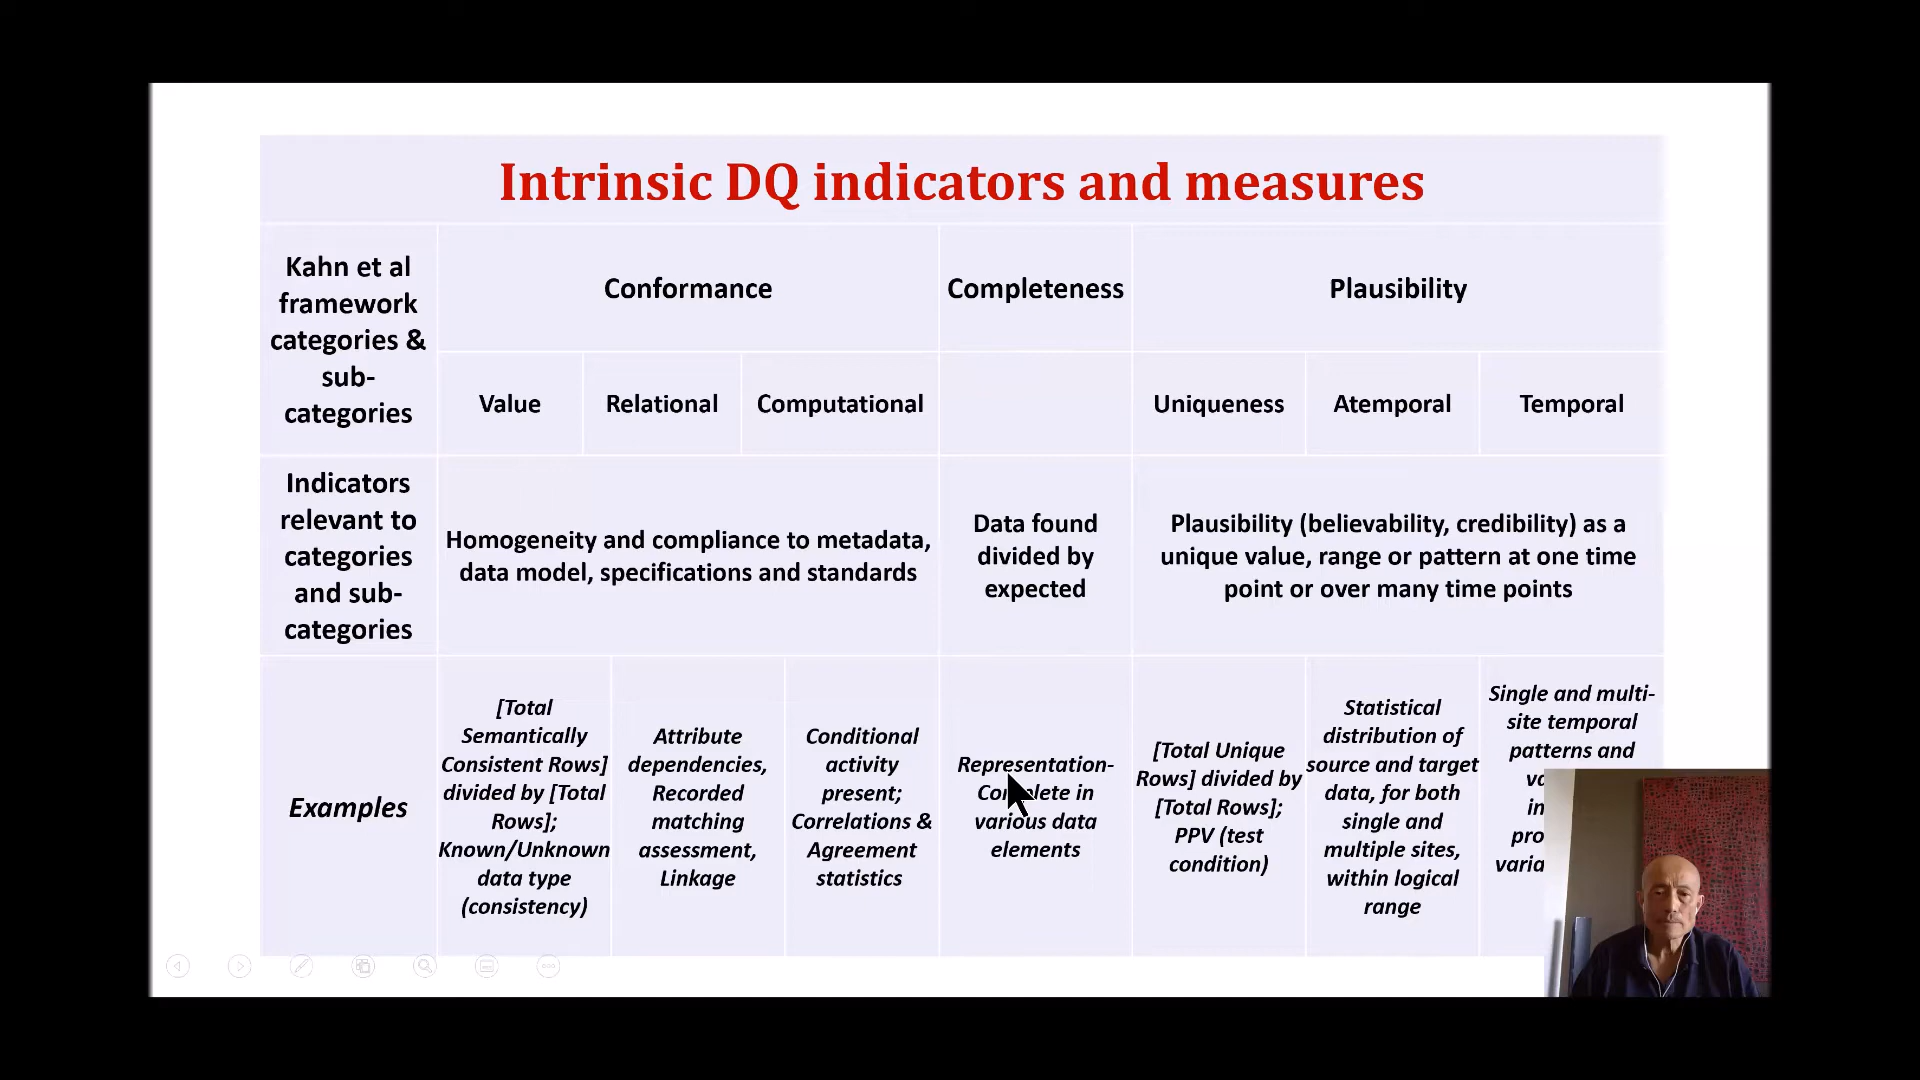 Intrinsic DQ indicators and measures
Kahn et al
framework
categories &
sub-
categories
Conformance
Completeness
Plausibility
Value
Relational
Computational
Uniqueness
Atemporal
Temporal
Indicators
relevant to
categories
and sub-
categories
Homogeneity and compliance to metadata,
data model, specifications and standards
Data found
divided by
expected
Plausibility (believability, credibility) as a
unique value, range or pattern at one time
point or over many time points
Examples
[Total
Semantically
Consistent Rows]
divided by [Total
Rows];
Known/Unknown
data type
(consistency)
Attribute
dependencies,
Recorded
matching
assessment,
Linkage
Conditional
activity
present;
Correlations &
Agreement
statistics
Representation-
Complete in
various data
elements
[Total Unique
Rows] divided by
[Total Rows];
PPV (test
condition)
Statistical
distribution of
source and target
data, for both
single and
multiple sites,
within logical
range
Single and multi-
site temporal
patterns and